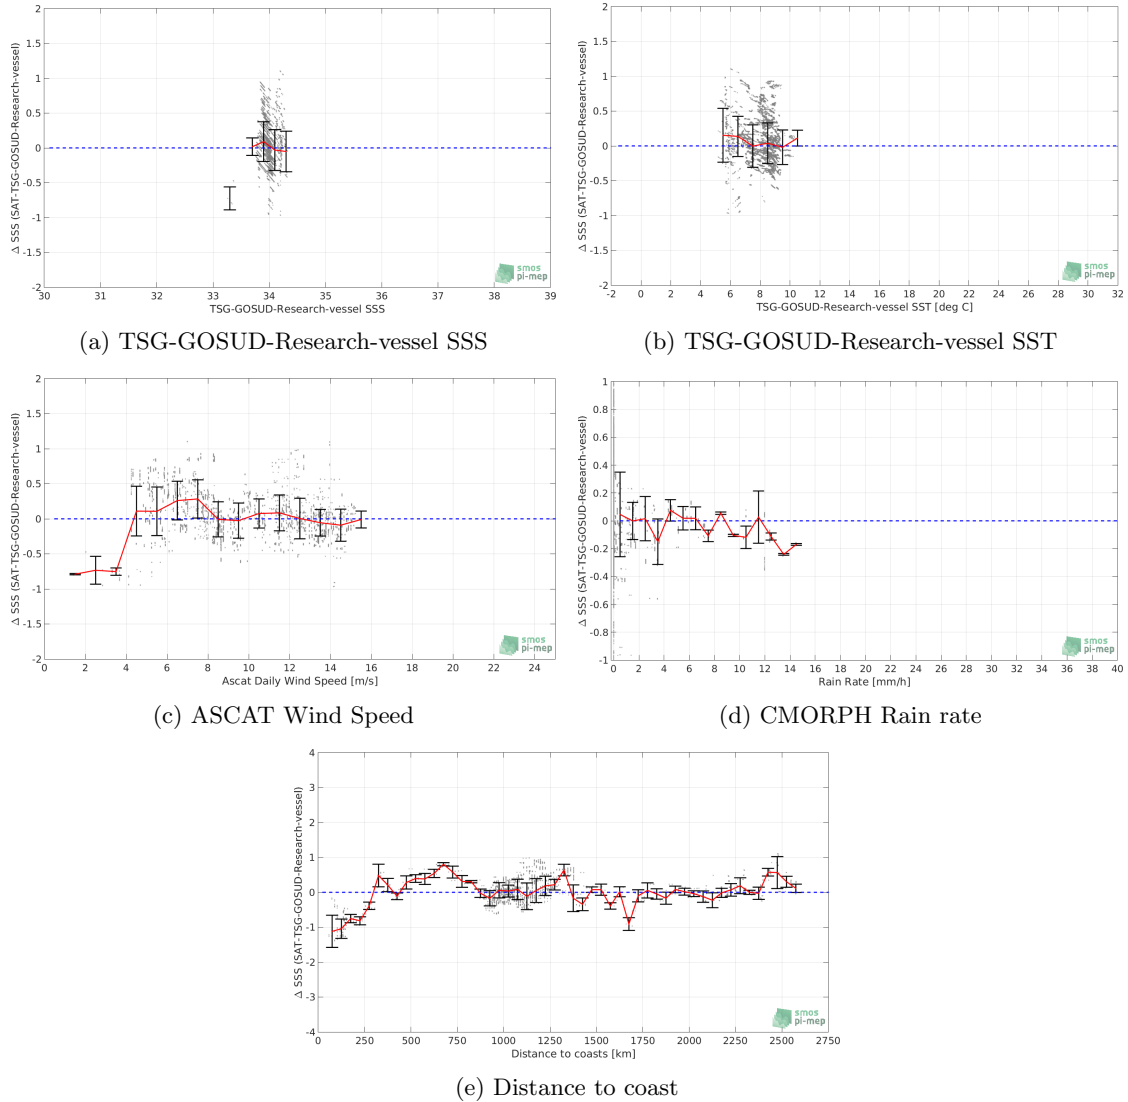 2
1.5
1
0.5
0
-0.5
-1
-1.5
-2
Δ SSS (SAT-TSG-GOSUD-Research-vessel)
30 31 32 33 34 35 36 37 38 39
TSG-GOSUD-Research-vessel SSS
smos
pi-mep
(a) TSG-GOSUD-Research-vessel SSS
2
1.5
1
0.5
0
-0.5
-1
-1.5
-2
Δ SSS (SAT-TSG-GOSUD-Research-vessel)
-2 0 2 4 6 8 10 12 14 16 18 20 22 24 26 28 30 32
TSG-GOSUD-Research-vessel SST [deg C]
smos
pi-mep
(b) TSG-GOSUD-Research-vessel SST
2
1.5
1
0.5
0
-0.5
-1
-1.5
-2
Δ SSS (SAT-TSG-GOSUD-Research-vessel)
0 2 4 6 8 10 12 14 16 18 20 22 24
Ascat Daily Wind Speed [m/s]
smos
pi-mep
(c) ASCAT Wind Speed
1
0.8
0.6
0.4
0.2
0
-0.2
-0.4
-0.6
-0.8
-1
Δ SSS (SAT-TSG-GOSUD-Research-vessel)
0 2 4 6 8 10 12 14 16 18 20 22 24 26 28 30 32 34 36 38 40
Rain Rate [mm/h]
smos
pi-mep
(d) CMORPH Rain rate
4
3
2
1
0
-1
-2
-3
-4
Δ SSS (SAT-TSG-GOSUD-Research-vessel)
0 250 500 750 1000 1250 1500 1750 2000 2250 2500 2750
Distance to coasts [km]
smos
pi-mep
(e) Distance to coast